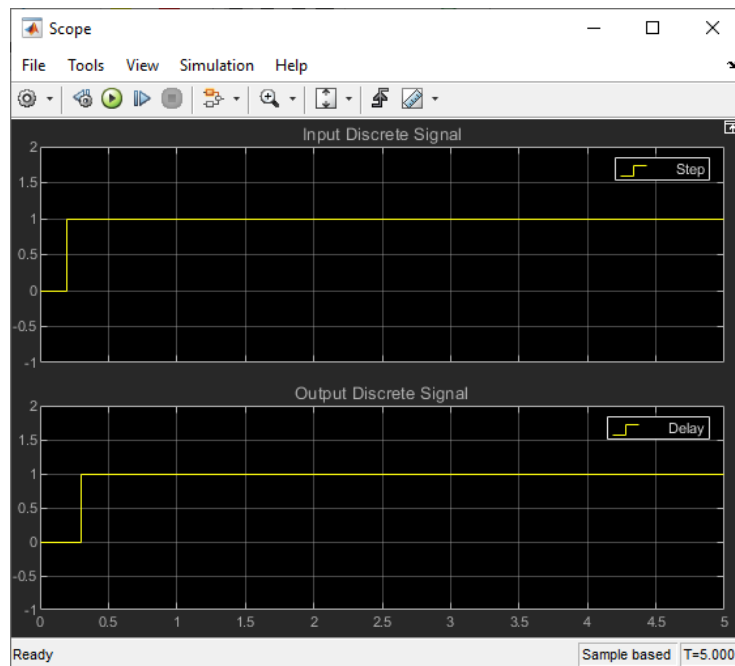 Scope
File Tools View Simulation Help
Input Discrete Signal
Step
2
1.5
1
0.5
0
-0.5
-1
Output Discrete Signal
Delay
2
1.5
1
0.5
0
-0.5
-1
0 0.5 1 1.5 2 2.5 3 3.5 4 4.5 5
Ready Sample based T=5.000